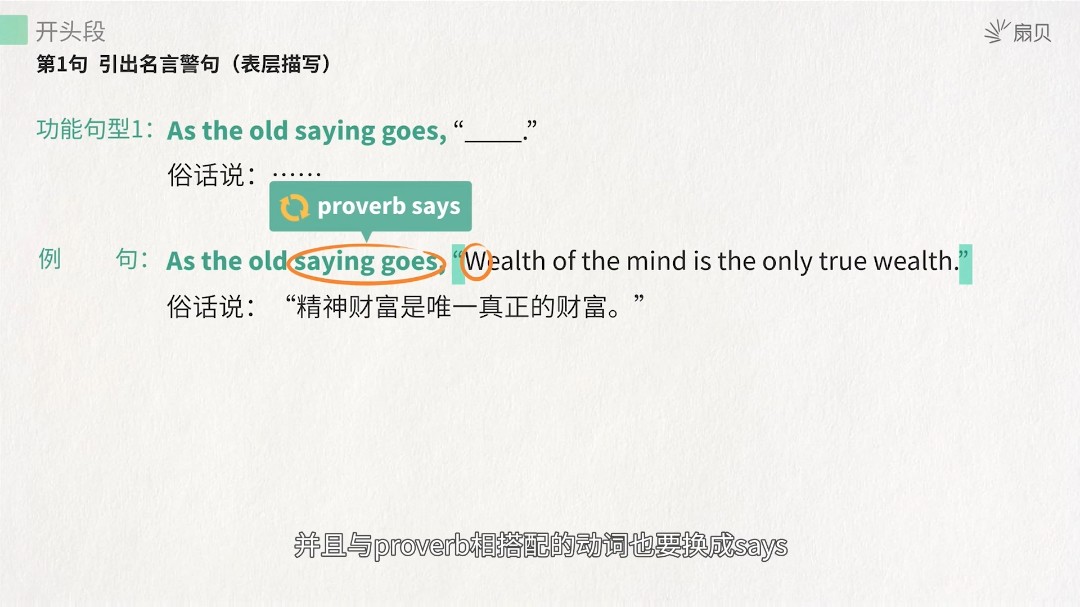 开头段
扇贝
第1句 引出名言警句（表层描写）
功能句型1：As the old saying goes, “____.”
俗话说：……
proverb says
例 句：As the old saying goes, “Wealth of the mind is the only true wealth.”
俗话说：“精神财富是唯一真正的财富。”
并且与proverb相搭配的动词也要换成says